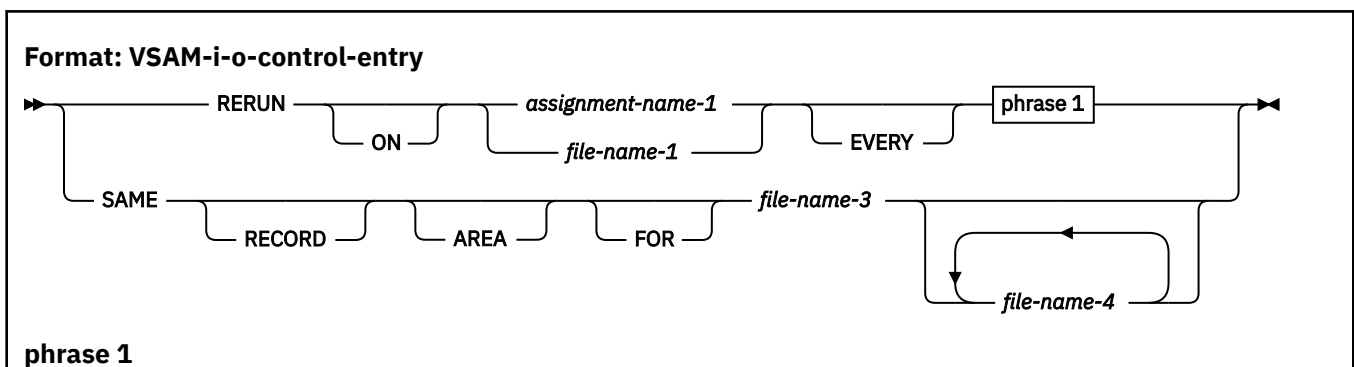 Format: VSAM-i-o-control-entry
RERUN ON assignment-name-1 EVERY phrase 1
file-name-1
SAME RECORD AREA FOR file-name-3
file-name-4
phrase 1